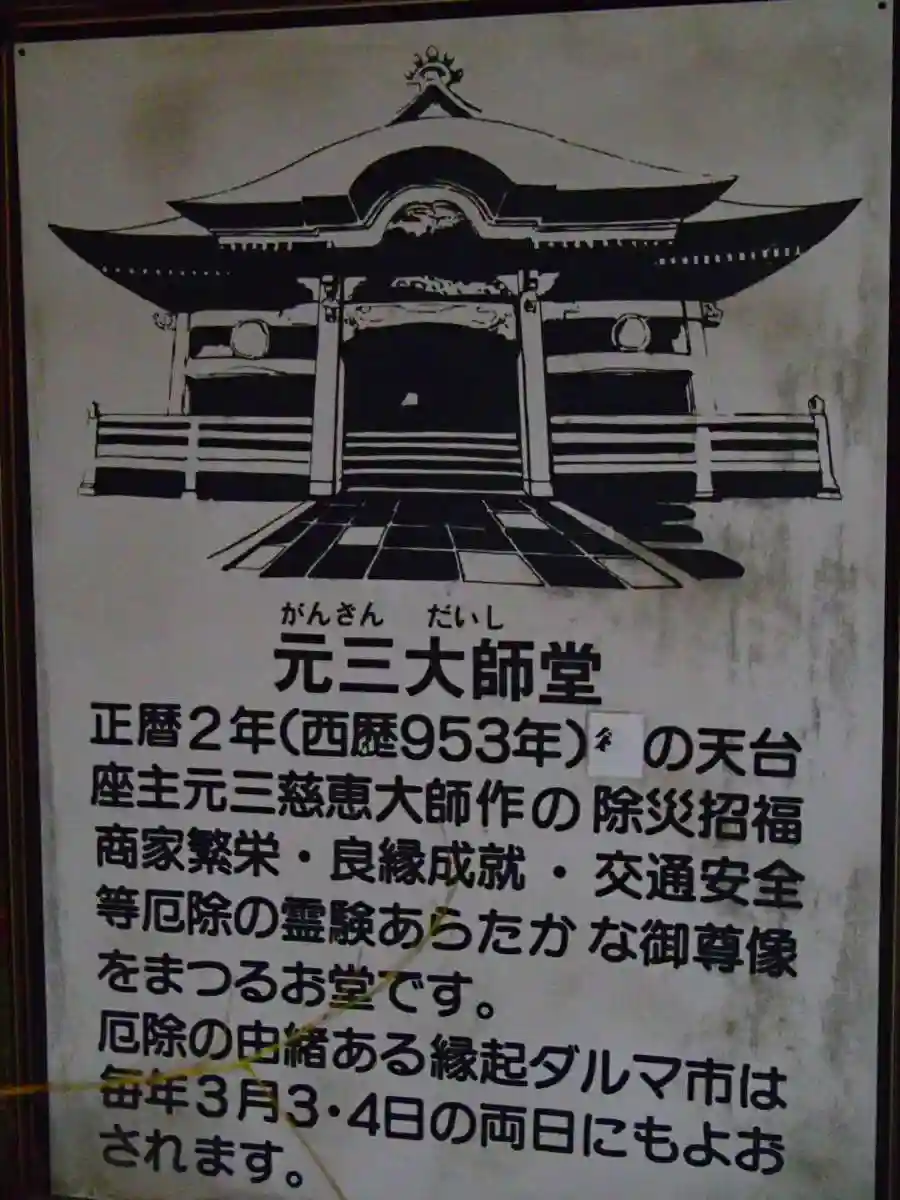 がんさん だいし
元三大師堂
正暦2年(西歴953年) の天台
座主元三慈恵大師作の除災招福
商家繁栄・良縁成就・交通安全
等厄除の霊験あらたかな御尊像
をまつるお堂です。
厄除の由緒ある縁起ダルマ市は
毎年3月3・4日の両日にもよお
されます。